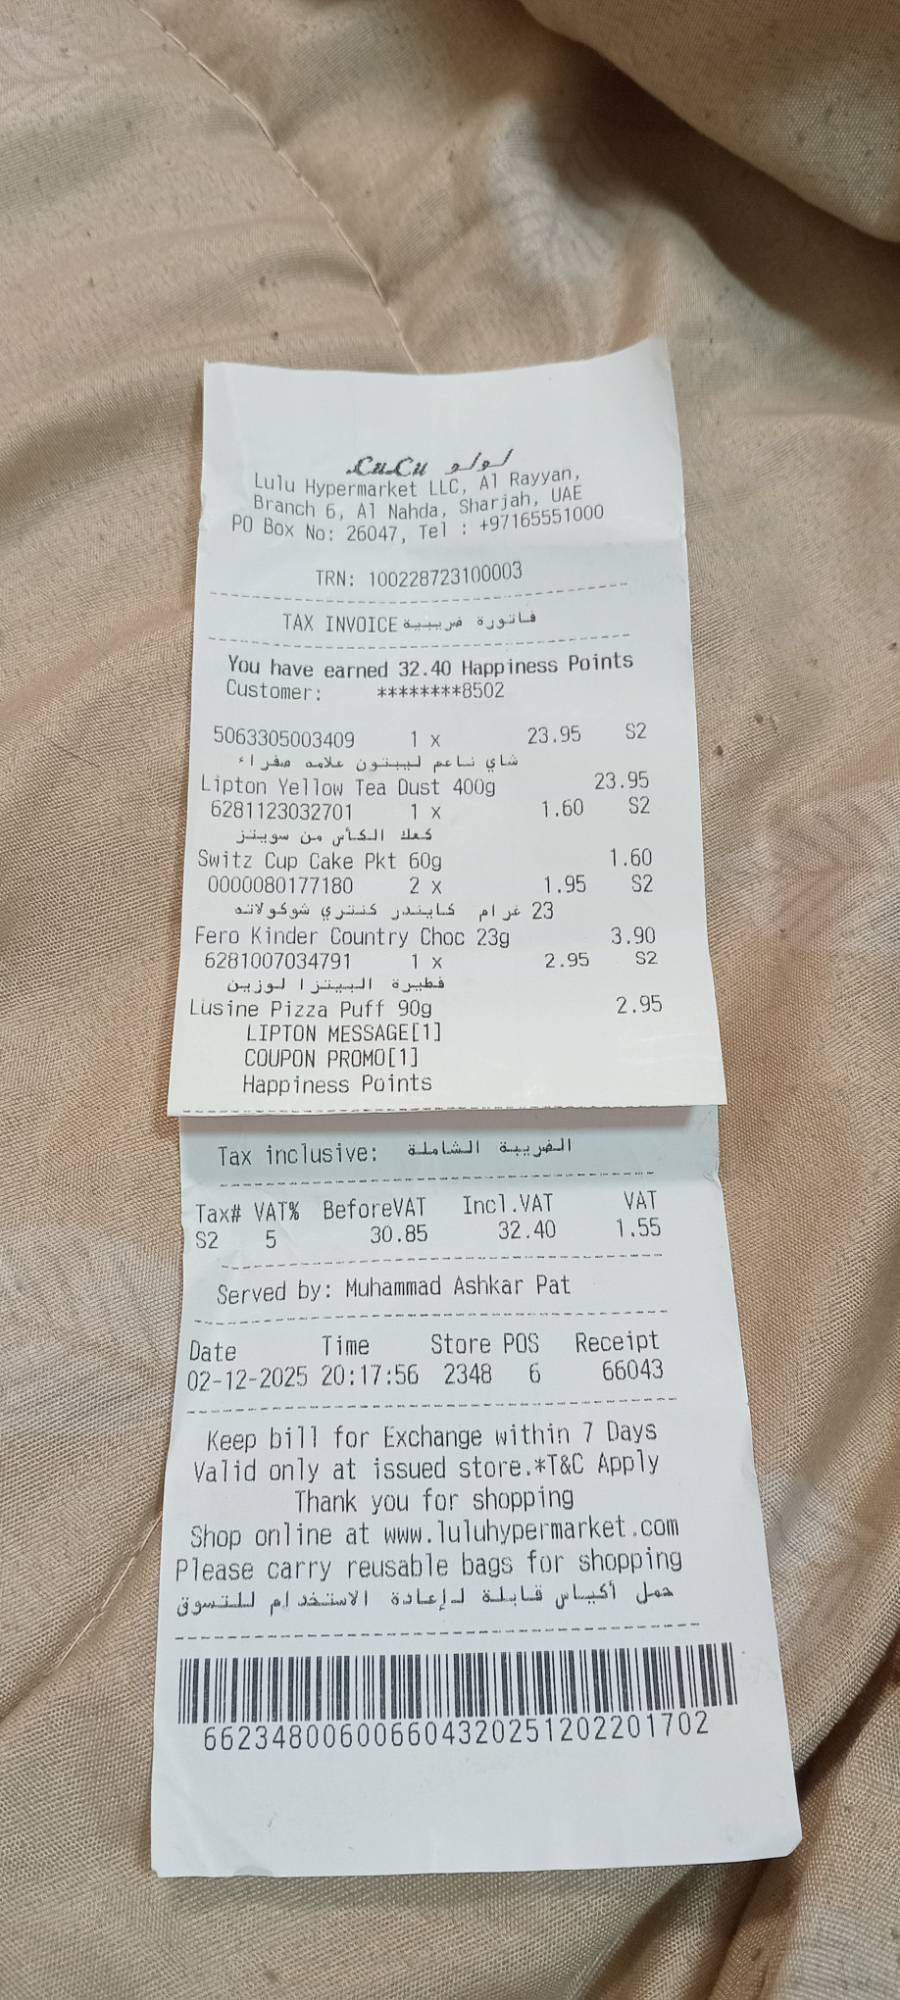 LuLu لولو
Lulu Hypermarket LLC, Al Rayyan,
Branch 6, Al Nahda, Sharjah, UAE
PO Box No: 26047, Tel : +97165551000
TRN: 100228723100003
TAX INVOICE فاتورة ضريبية
You have earned 32.40 Happiness Points
Customer: ********8502
5063305003409 1 x 23.95 S2
شاي ناعم ليبتون علامه صفراء
Lipton Yellow Tea Dust 400g 23.95
6281123032701 1 x 1.60 S2
كعك الكأس من سويتز
Switz Cup Cake Pkt 60g 1.60
0000080177180 2 x 1.95 S2
23 غرام كايندر كنتري شوكولاته
Fero Kinder Country Choc 23g 3.90
6281007034791 1 x 2.95 S2
فطيرة البيتزا لوزين
Lusine Pizza Puff 90g 2.95
LIPTON MESSAGE[1]
COUPON PROMO[1]
Happiness Points
Tax inclusive: الضريبة الشاملة
Tax# VAT% BeforeVAT Incl.VAT VAT
S2 5 30.85 32.40 1.55
Served by: Muhammad Ashkar Pat
Date Time Store POS Receipt
02-12-2025 20:17:56 2348 6 66043
Keep bill for Exchange within 7 Days
Valid only at issued store.*T&C Apply
Thank you for shopping
Shop online at www.luluhypermarket.com
Please carry reusable bags for shopping
حمل أكياس قابلة لإعادة الاستخدام للتسوق
66234800600660432025120220​1702